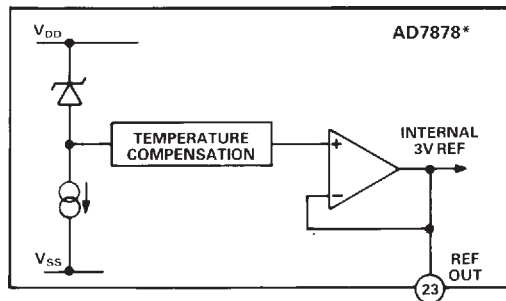 V_DD
AD7878*
TEMPERATURE
COMPENSATION
+
−
INTERNAL
3V REF
V_SS
REF
OUT
23